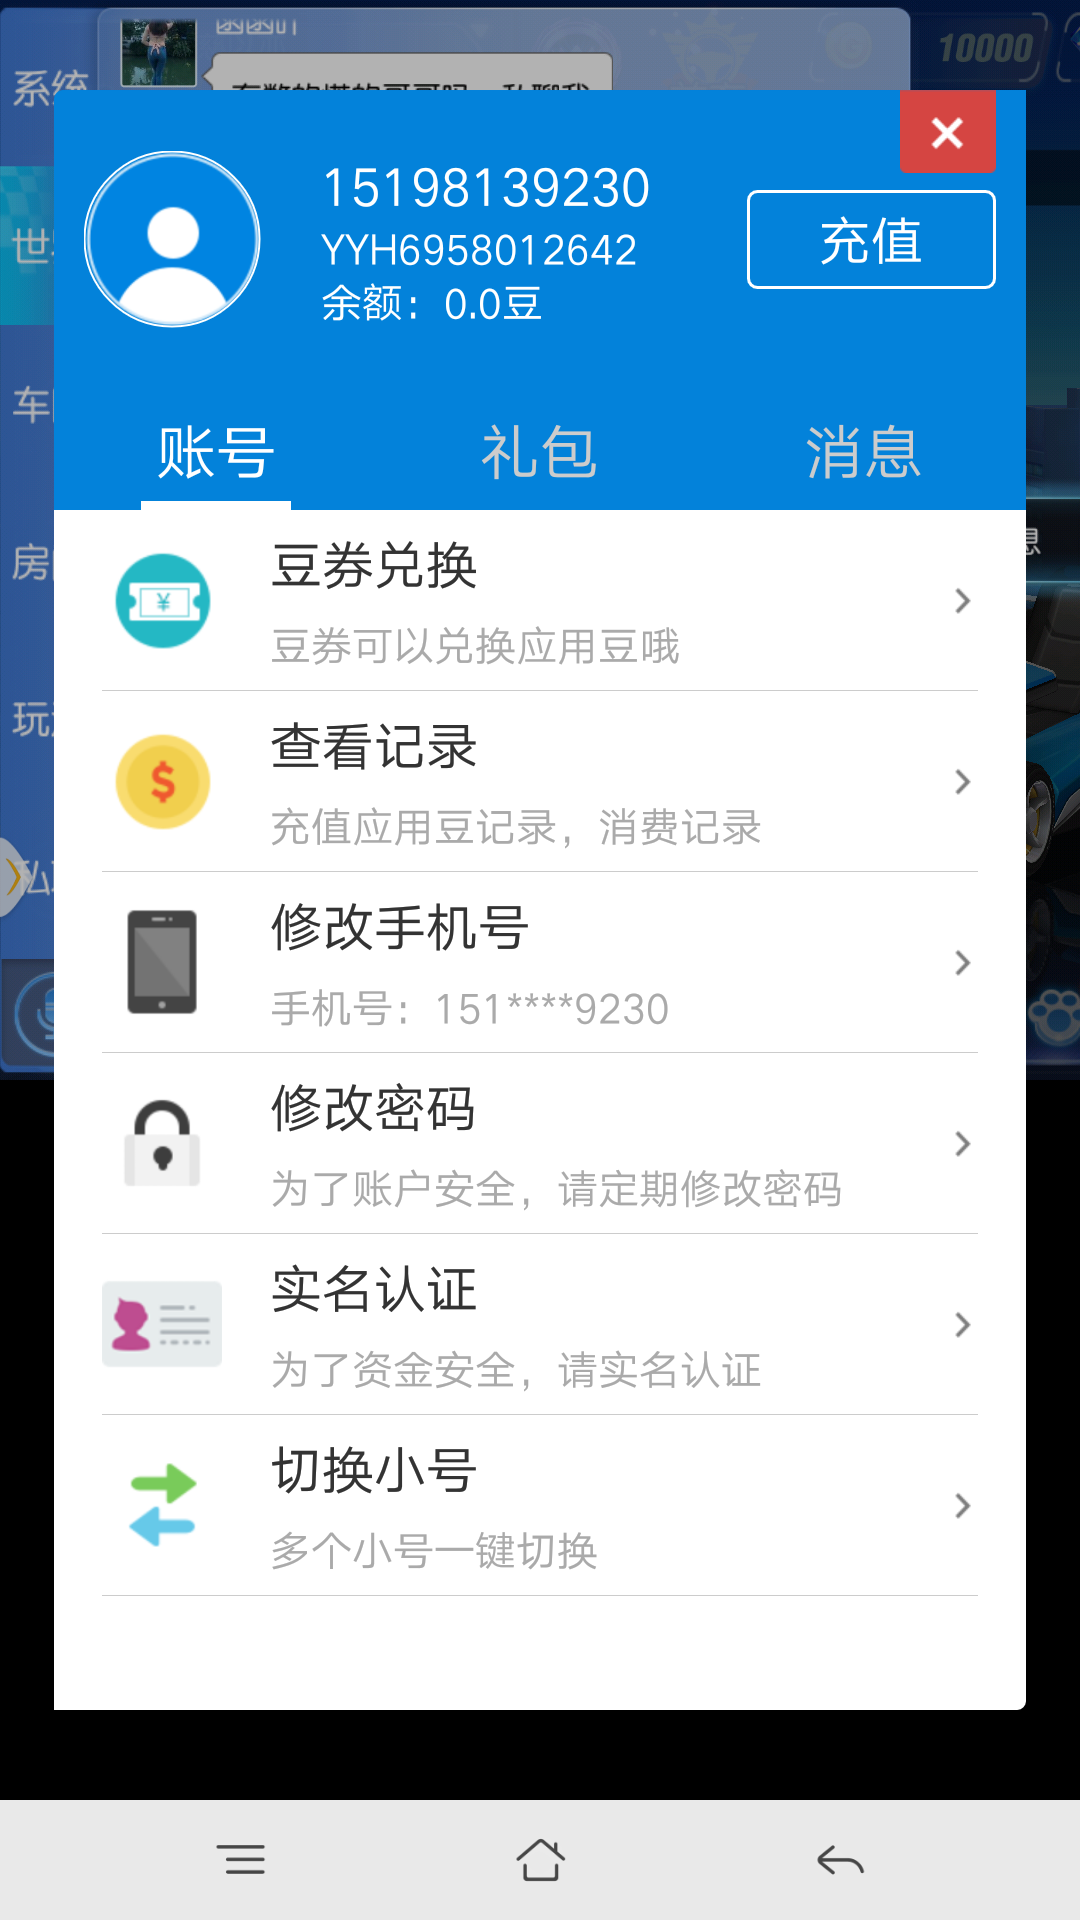 系统
10000
15198139230
YYH6958012642
余额：0.0豆
充值
账号
礼包
消息
豆券兑换
豆券可以兑换应用豆哦
查看记录
充值应用豆记录，消费记录
修改手机号
手机号：151****9230
修改密码
为了账户安全，请定期修改密码
实名认证
为了资金安全，请实名认证
切换小号
多个小号一键切换
世
车
房
玩
私